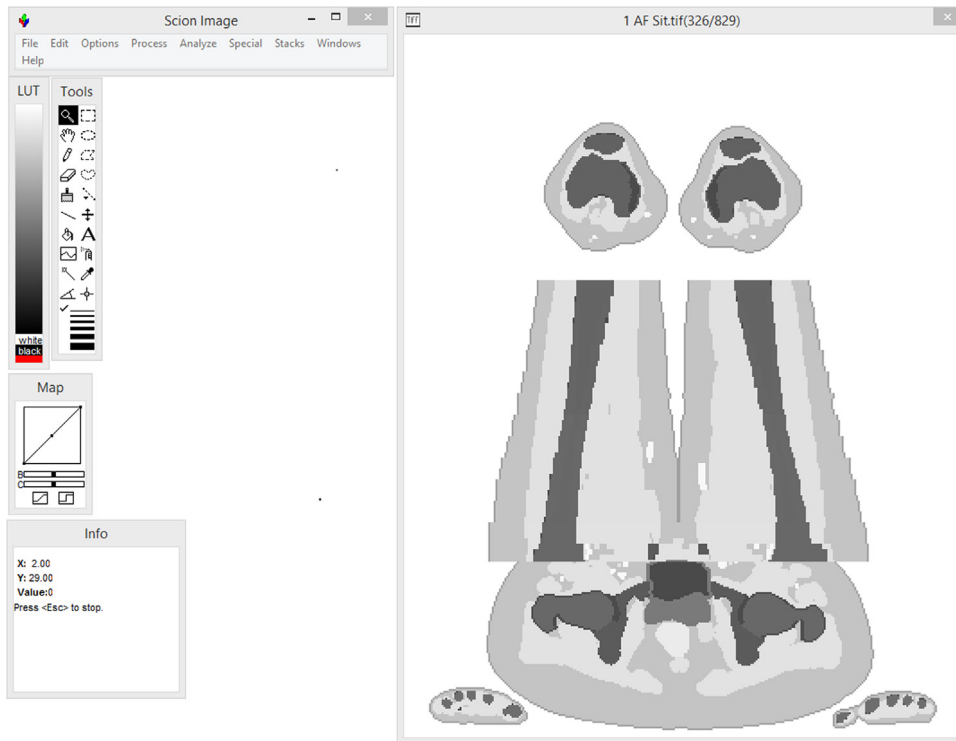 Scion Image
File Edit Options Process Analyze Special Stacks Windows
Help
LUT
Tools
A
white
black
Map
B
C
Info
X: 2.00
Y: 29.00
Value:0
Press <Esc> to stop.
TIFF
1 AF Sit.tif(326/829)